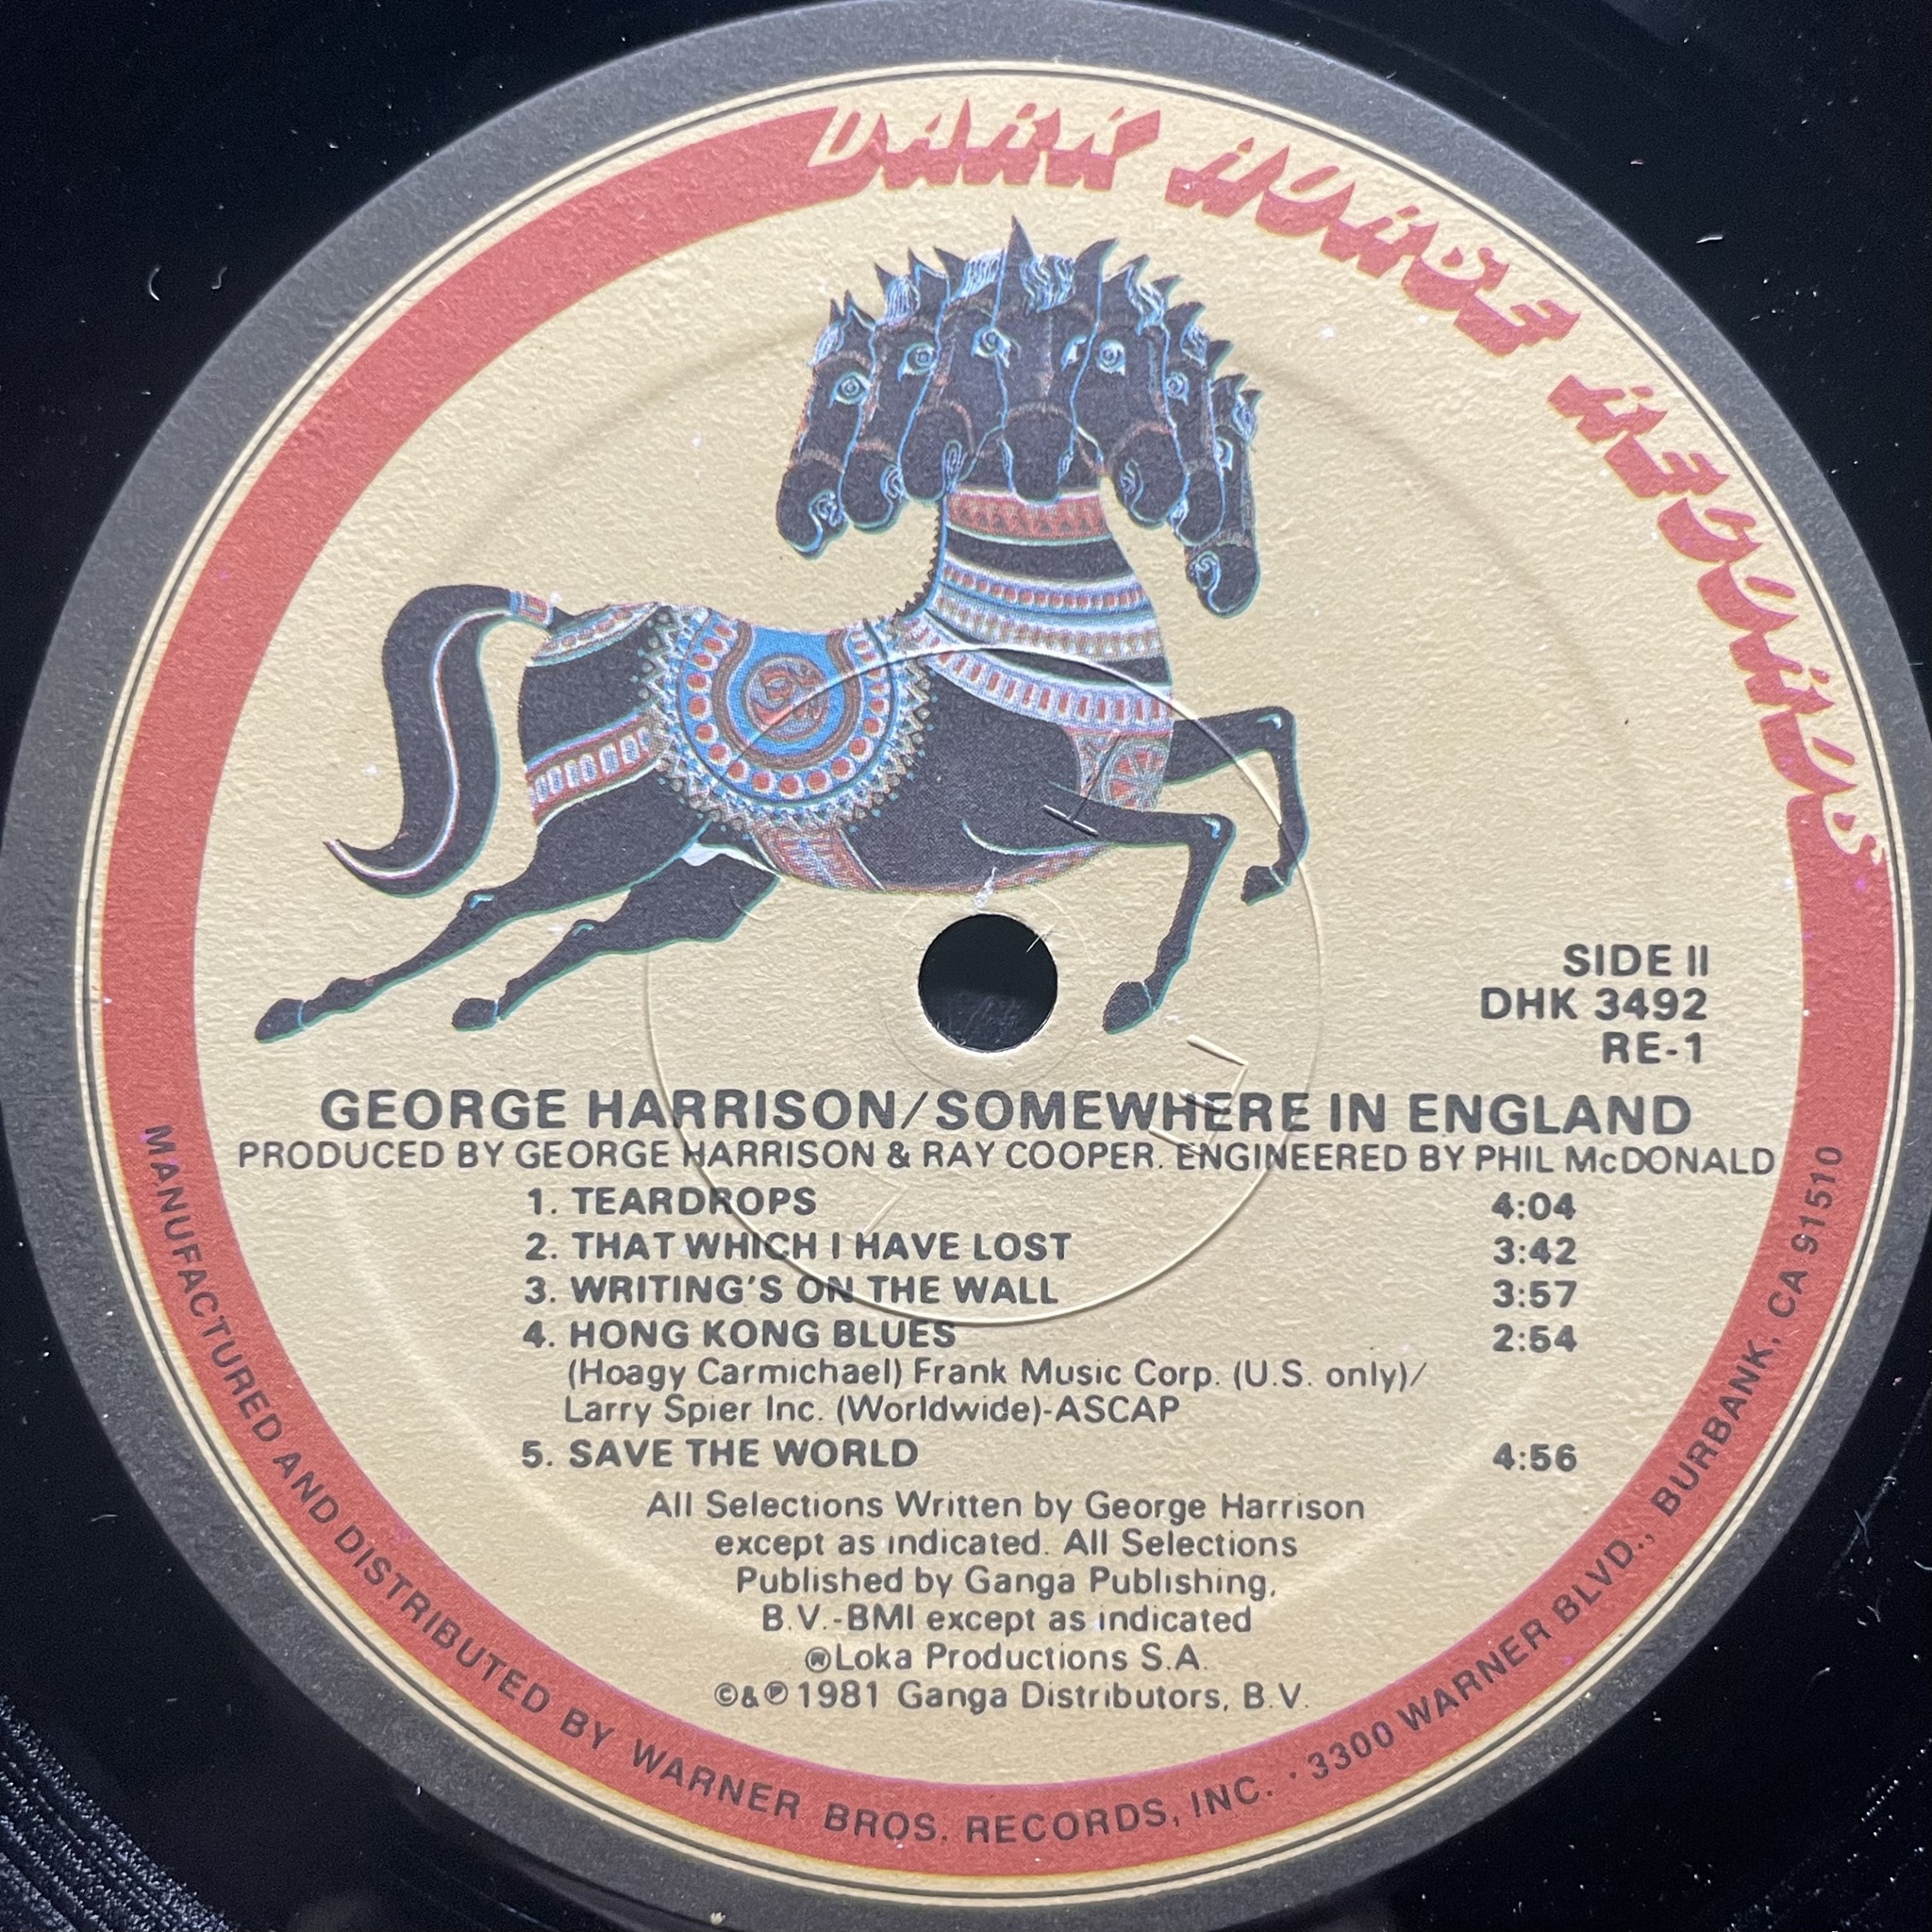 DARK HORSE RECORDS
SIDE II
DHK 3492
RE-1
GEORGE HARRISON/SOMEWHERE IN ENGLAND
PRODUCED BY GEORGE HARRISON & RAY COOPER. ENGINEERED BY PHIL McDONALD
1. TEARDROPS 4:04
2. THAT WHICH I HAVE LOST 3:42
3. WRITING'S ON THE WALL 3:57
4. HONG KONG BLUES 2:54
(Hoagy Carmichael) Frank Music Corp. (U.S. only)/
Larry Spier Inc. (Worldwide)-ASCAP
5. SAVE THE WORLD 4:56
All Selections Written by George Harrison
except as indicated. All Selections
Published by Ganga Publishing,
B.V.-BMI except as indicated
®Loka Productions S.A.
©&℗1981 Ganga Distributors, B.V.
MANUFACTURED AND DISTRIBUTED BY WARNER BROS. RECORDS, INC. · 3300 WARNER BLVD., BURBANK, CA 91510